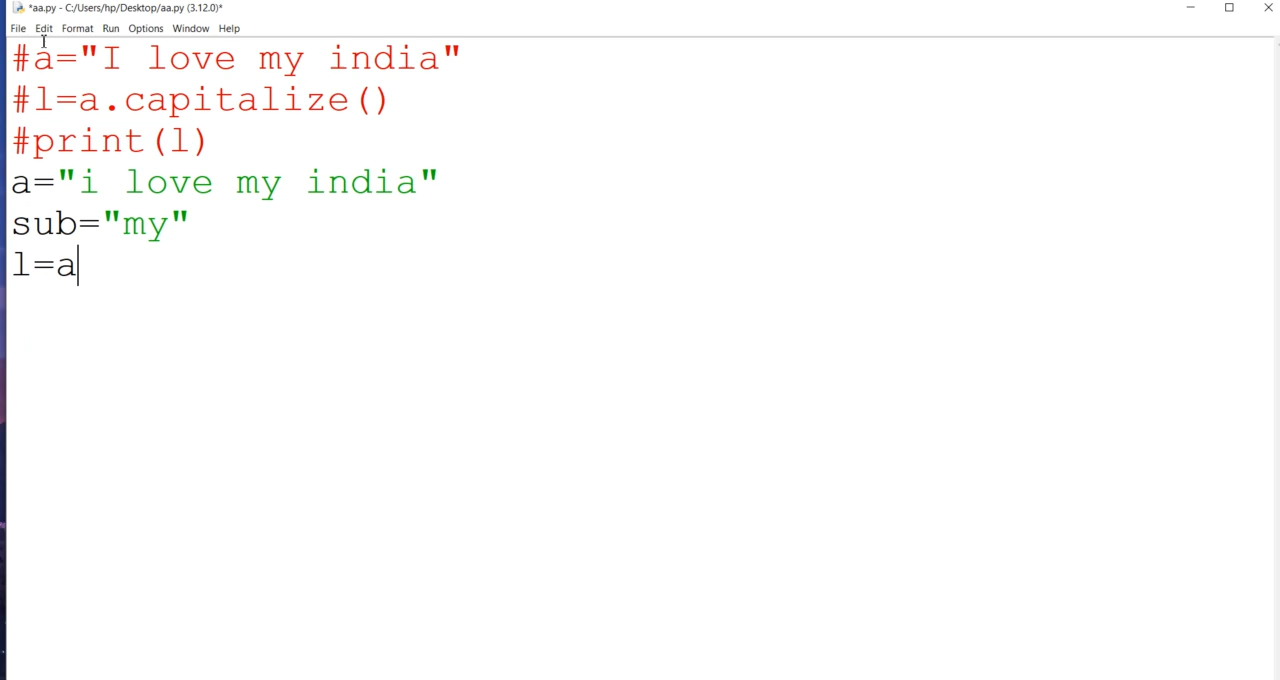 *aa.py - C:/Users/hp/Desktop/aa.py (3.12.0)*
File Edit Format Run Options Window Help
#a="I love my india"
#l=a.capitalize()
#print(l)
a="i love my india"
sub="my"
l=a